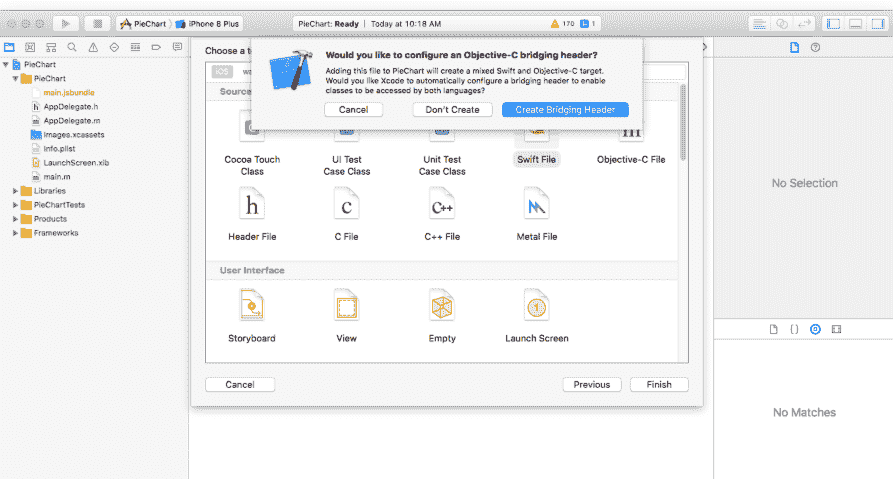 PieChart
iPhone 8 Plus
PieChart: Ready | Today at 10:18 AM
170
1
PieChart
PieChart
main.jsbundle
AppDelegate.h
AppDelegate.m
Images.xcassets
Info.plist
LaunchScreen.xib
main.m
Libraries
PieChartTests
Products
Frameworks
Choose a t
iOS
Would you like to configure an Objective-C bridging header?
Adding this file to PieChart will create a mixed Swift and Objective-C target.
Would you like Xcode to automatically configure a bridging header to enable
classes to be accessed by both languages?
Cancel
Don't Create
Create Bridging Header
Sourc
Cocoa Touch
Class
UI Test
Case Class
Unit Test
Case Class
Swift File
m
Objective-C File
h
Header File
c
C File
C++
C++ File
Metal File
User Interface
Storyboard
View
Empty
1
Launch Screen
Cancel
Previous
Finish
No Selection
{ }
No Matches